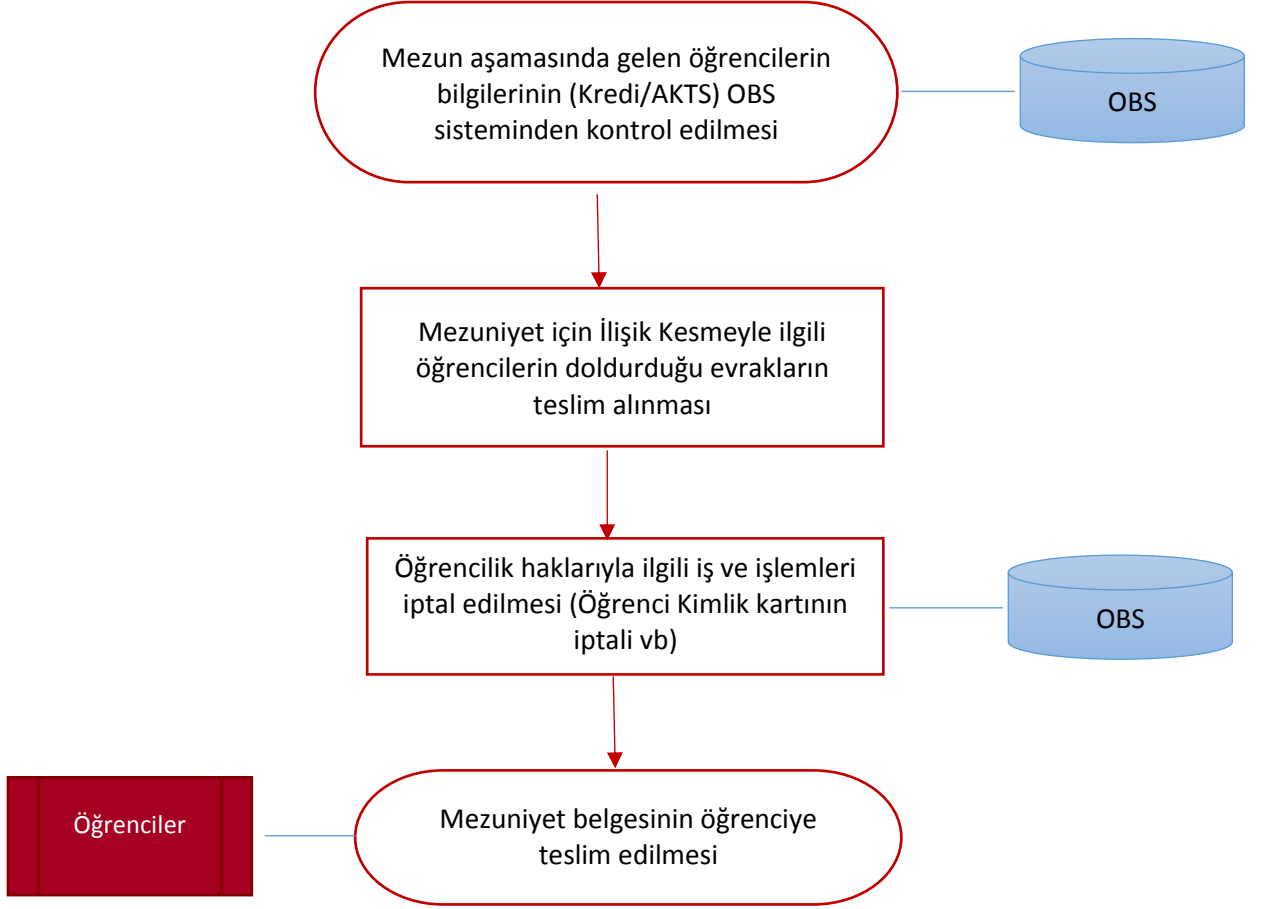 Mezun aşamasında gelen öğrencilerin
bilgilerinin (Kredi/AKTS) OBS
sisteminden kontrol edilmesi
OBS
Mezuniyet için İlişik Kesmeyle ilgili
öğrencilerin doldurduğu evrakların
teslim alınması
Öğrencilik haklarıyla ilgili iş ve işlemleri
iptal edilmesi (Öğrenci Kimlik kartının
iptali vb)
OBS
Öğrenciler
Mezuniyet belgesinin öğrenciye
teslim edilmesi